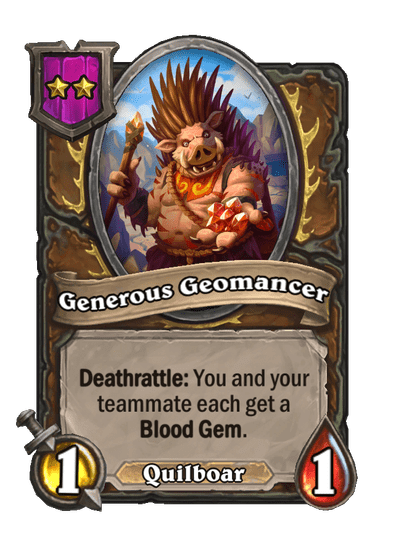 Generous Geomancer
Deathrattle: You and your
teammate each get a
Blood Gem.
1
Quilboar
1